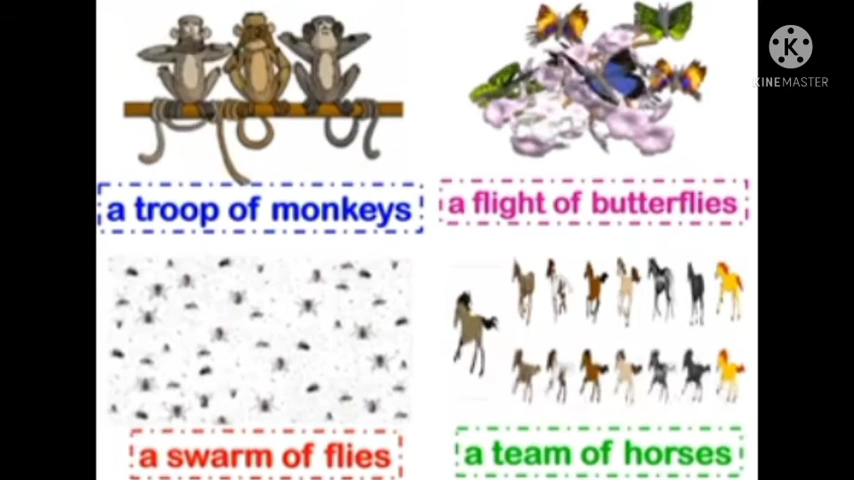 K
KINEMASTER
a troop of monkeys
a flight of butterflies
a swarm of flies
a team of horses